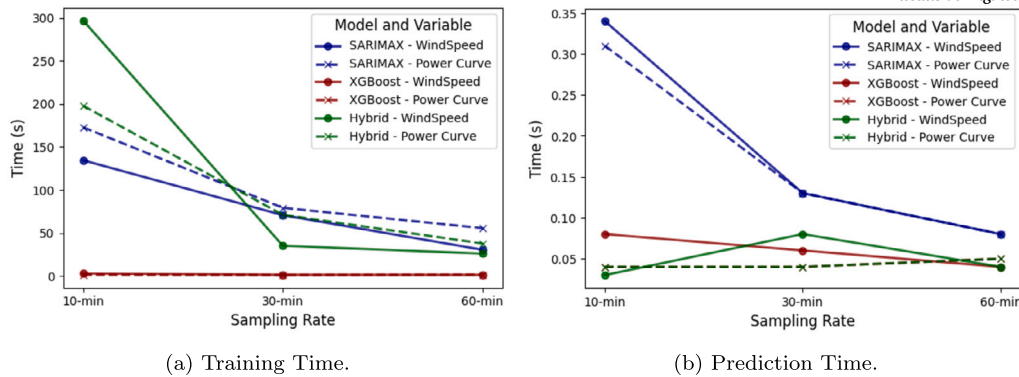 300
250
200
150
100
50
0
Time (s)
10-min
30-min
60-min
Sampling Rate
Model and Variable
SARIMAX - WindSpeed
SARIMAX - Power Curve
XGBoost - WindSpeed
XGBoost - Power Curve
Hybrid - WindSpeed
Hybrid - Power Curve
(a) Training Time.
0.35
0.30
0.25
0.20
0.15
0.10
0.05
Time (s)
10-min
30-min
60-min
Sampling Rate
Model and Variable
SARIMAX - WindSpeed
SARIMAX - Power Curve
XGBoost - WindSpeed
XGBoost - Power Curve
Hybrid - WindSpeed
Hybrid - Power Curve
(b) Prediction Time.